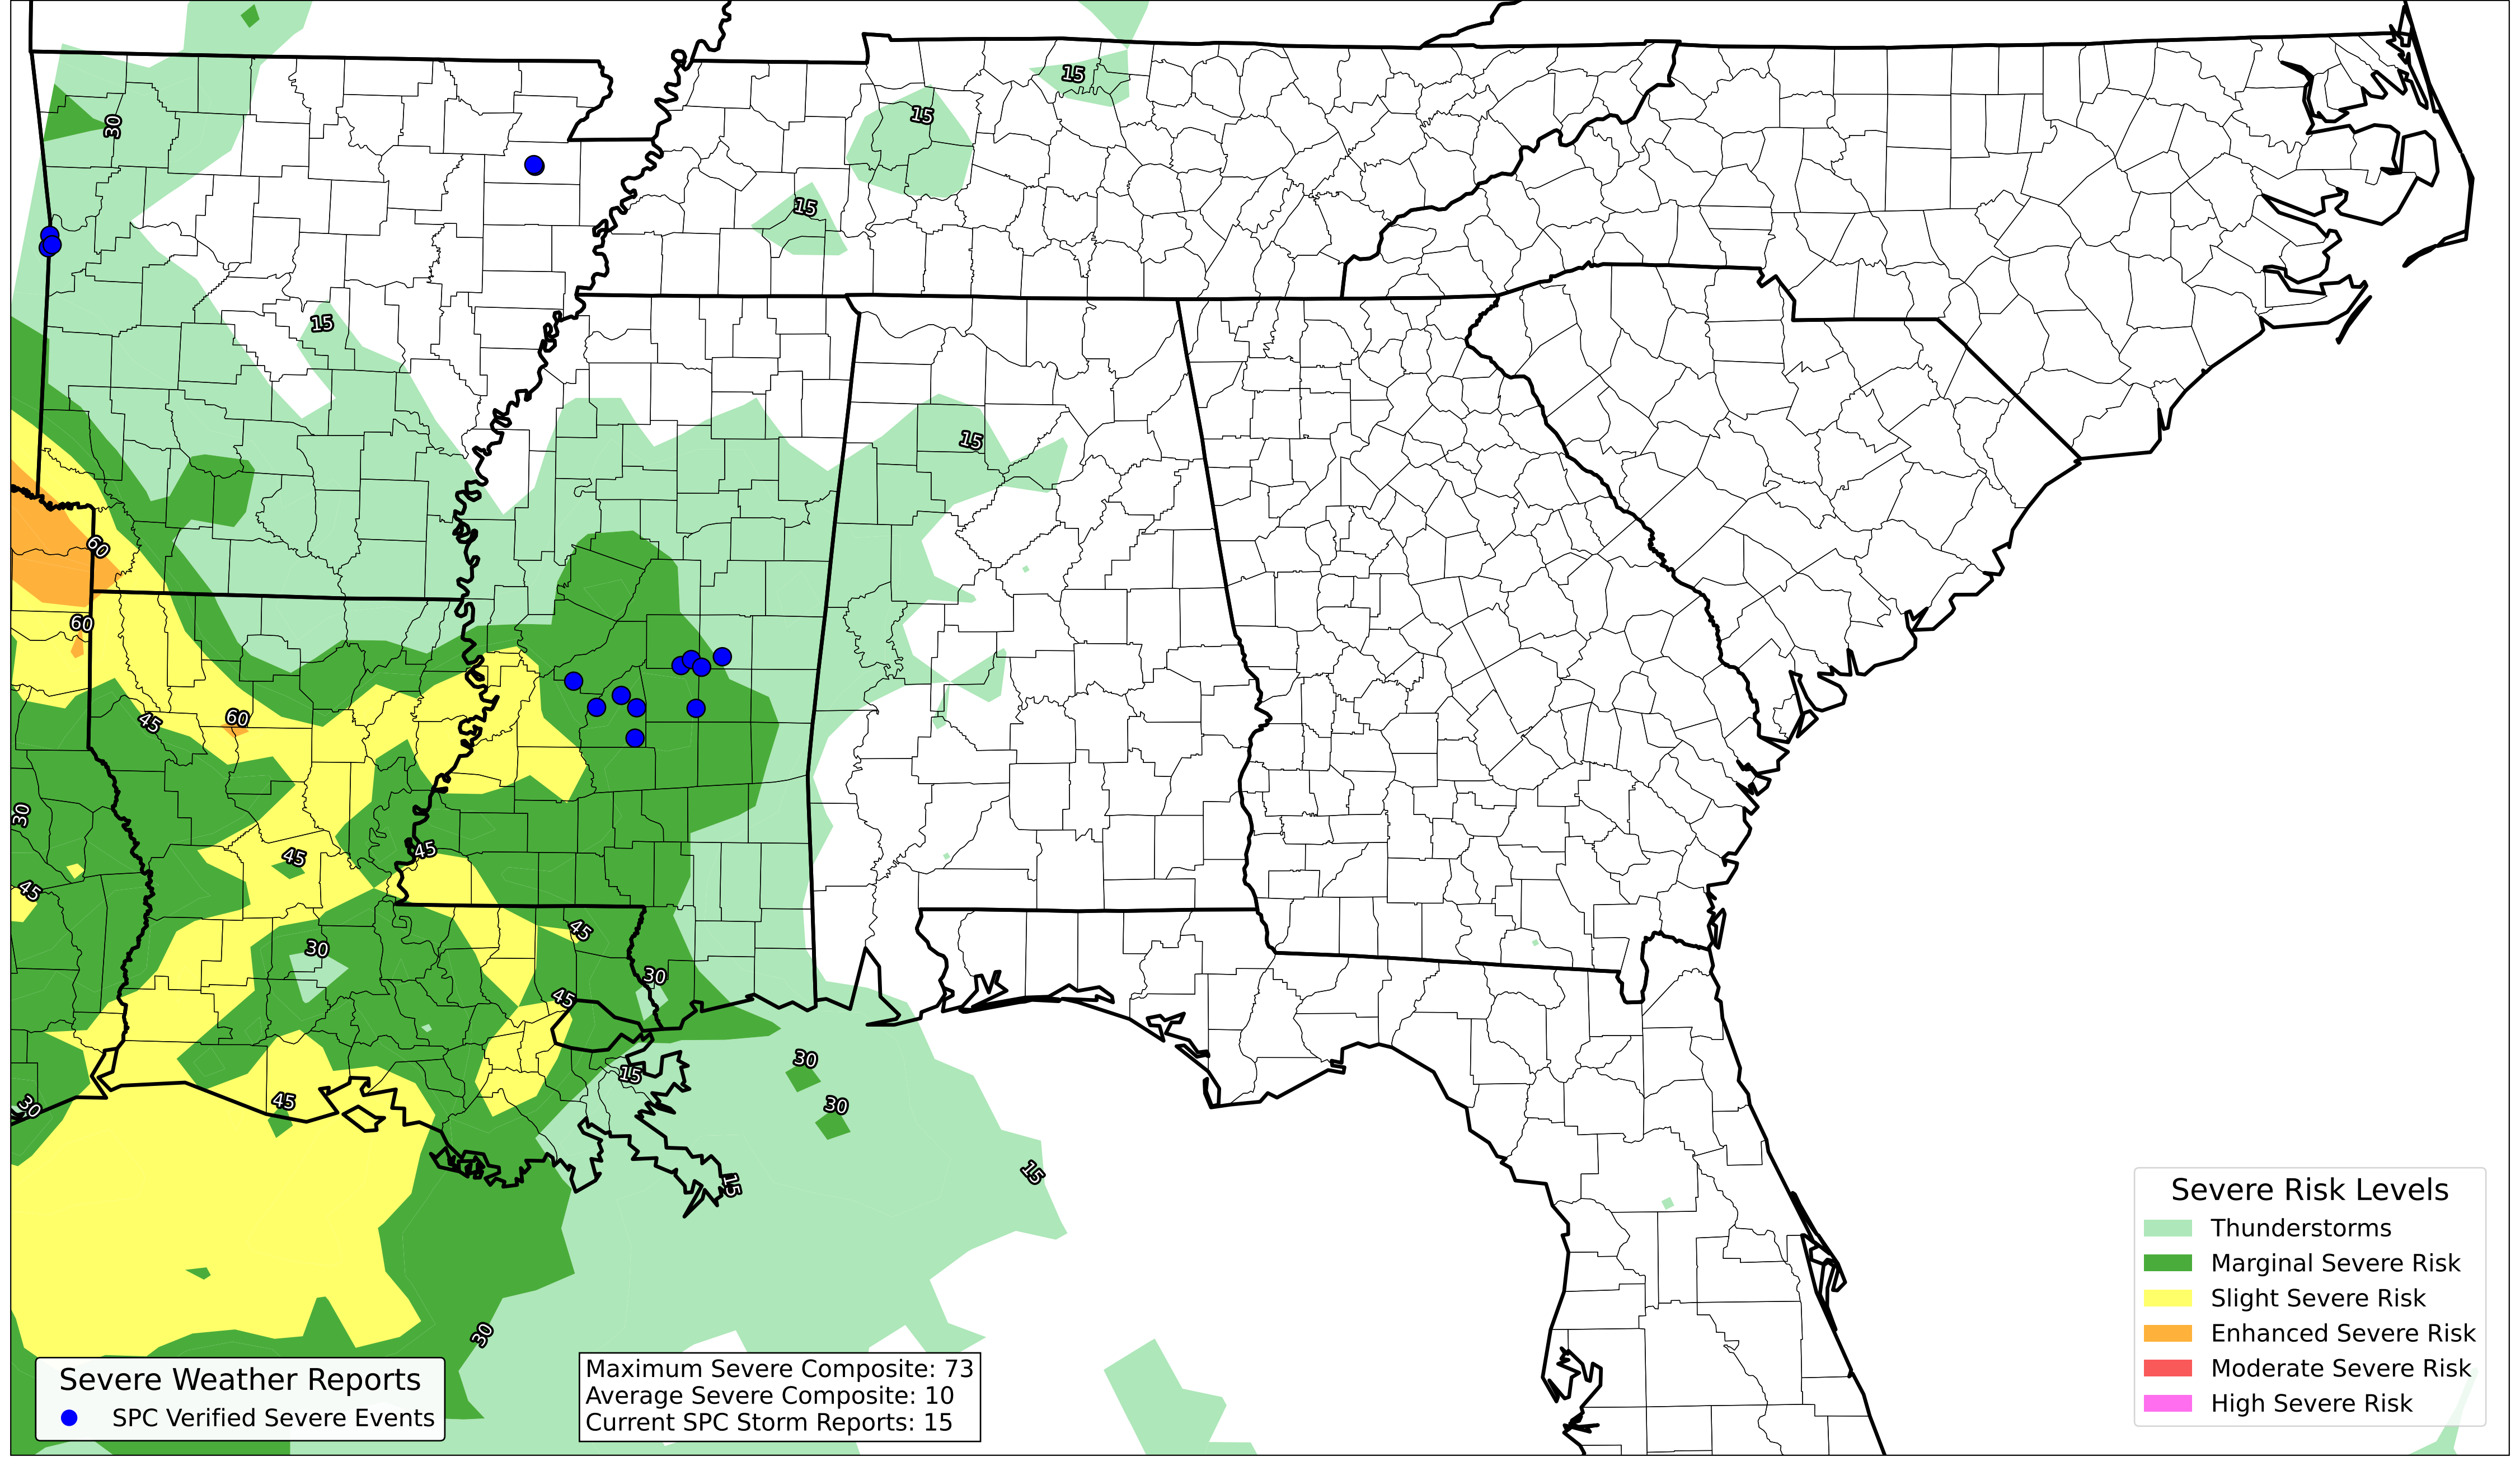 15
15
30
15
15
15
60
60
60
45
30
45
45
45
45
30
30
45
30
15
30
45
30
15
15
30
Severe Risk Levels
Thunderstorms
Marginal Severe Risk
Slight Severe Risk
Enhanced Severe Risk
Moderate Severe Risk
High Severe Risk
Severe Weather Reports
SPC Verified Severe Events
Maximum Severe Composite: 73
Average Severe Composite: 10
Current SPC Storm Reports: 15